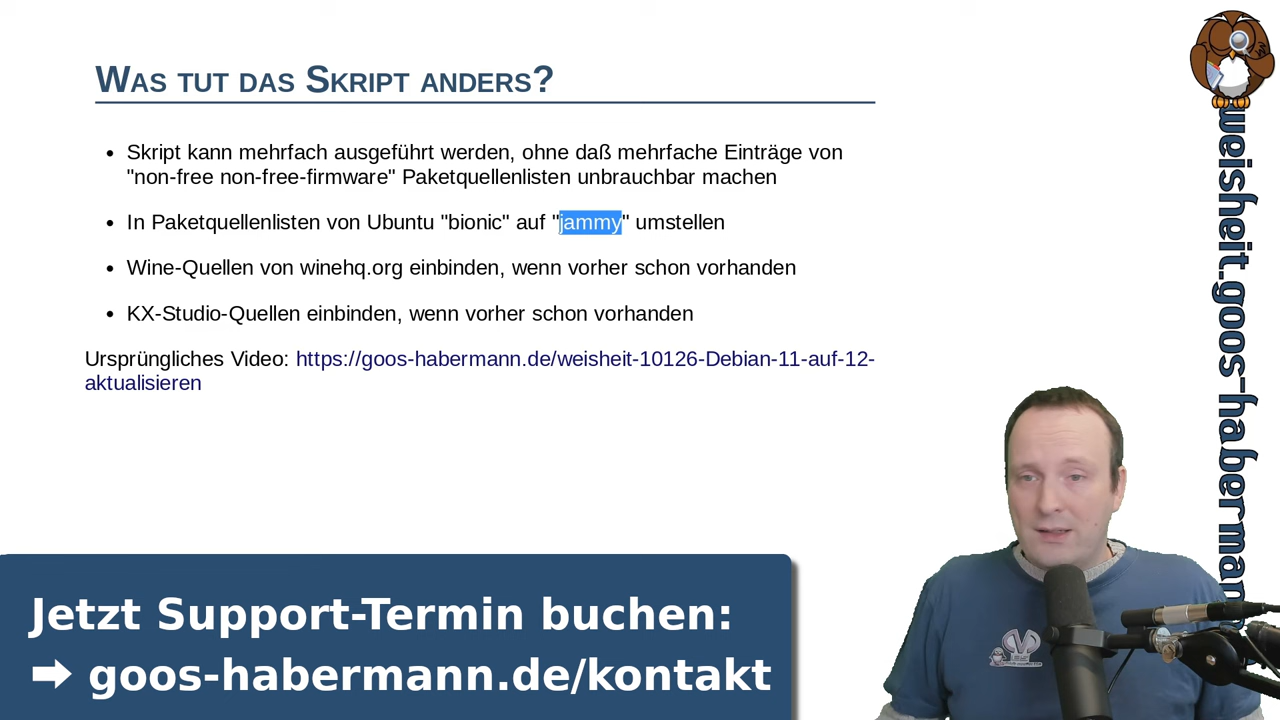 Was tut das Skript anders?
Skript kann mehrfach ausgeführt werden, ohne daß mehrfache Einträge von
"non-free non-free-firmware" Paketquellenlisten unbrauchbar machen
In Paketquellenlisten von Ubuntu "bionic" auf "jammy" umstellen
Wine-Quellen von winehq.org einbinden, wenn vorher schon vorhanden
KX-Studio-Quellen einbinden, wenn vorher schon vorhanden
Ursprüngliches Video: https://goos-habermann.de/weisheit-10126-Debian-11-auf-12-
aktualisieren
Jetzt Support-Termin buchen:
➡ goos-habermann.de/kontakt
weisheit.goos-haberman